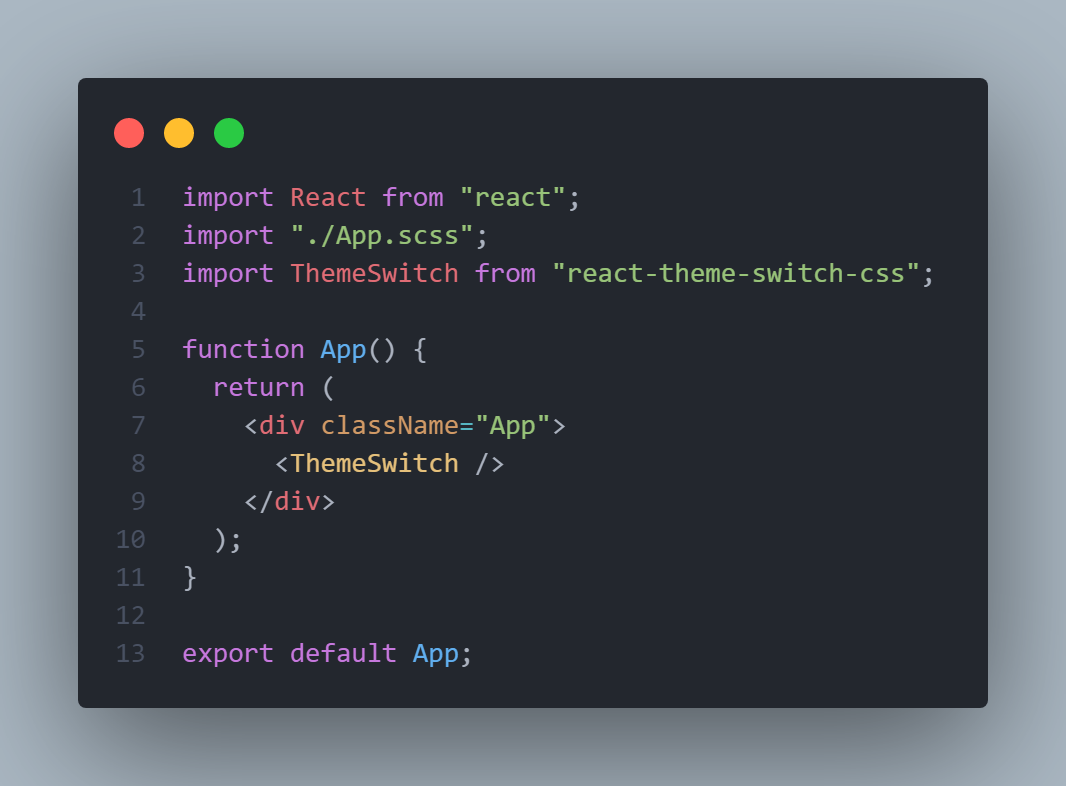 1 import React from "react";
2 import "./App.scss";
3 import ThemeSwitch from "react-theme-switch-css";
4
5 function App() {
6   return (
7     <div className="App">
8       <ThemeSwitch />
9     </div>
10   );
11 }
12
13 export default App;